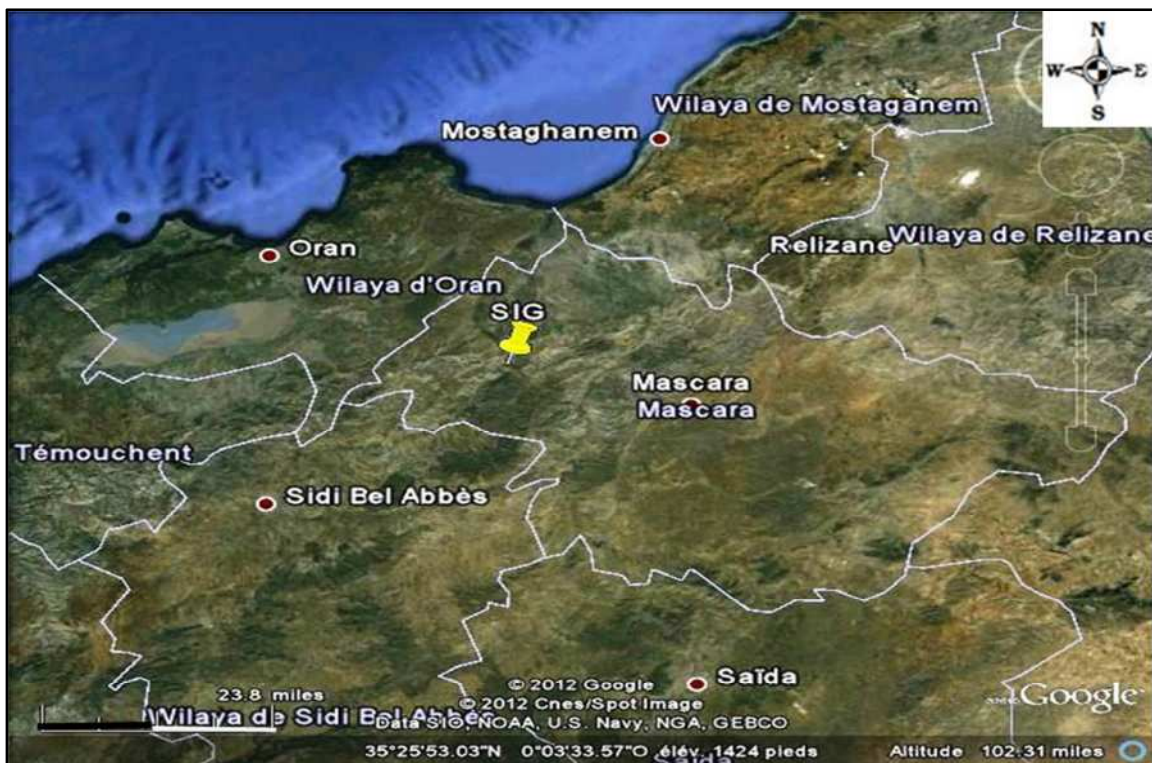 N
W E
S
Wilaya de Mostaganem
Mostaghanem
Oran
Relizane
Wilaya de Relizane
Wilaya d'Oran
SIG
Mascara
Mascara
Témouchent
Sidi Bel Abbès
Saïda
23.8 miles
© 2012 Google
© 2012 Cnes/Spot Image
Wilaya de Sidi Bel Abbès
Data SIO, NOAA, U.S. Navy, NGA, GEBCO
Google
35°25'53.03"N 0°03'33.57"O élév. 1424 pieds
Saïda
Altitude 102.31 miles